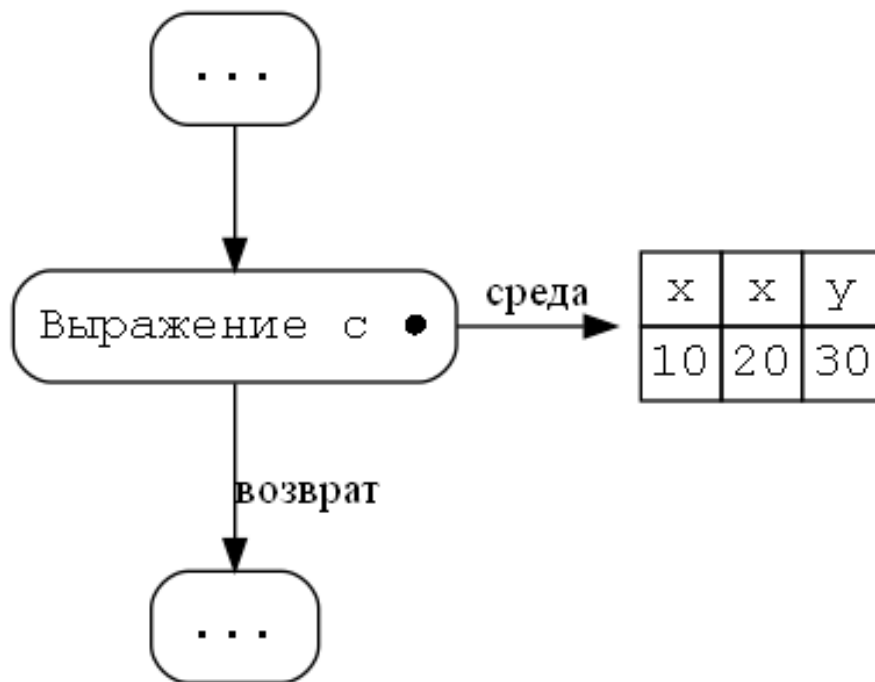 ...
среда
x x y
Выражение с ●
10 20 30
возврат
...